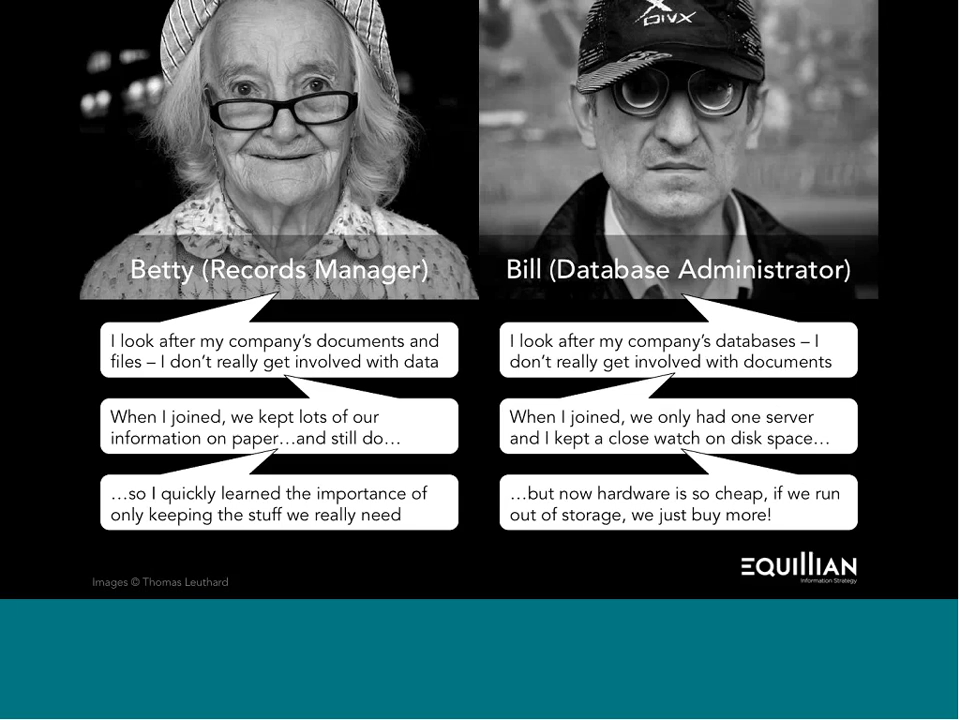 X
DIVX
Betty (Records Manager)
I look after my company’s documents and
files – I don’t really get involved with data
When I joined, we kept lots of our
information on paper…and still do…
…so I quickly learned the importance of
only keeping the stuff we really need
Bill (Database Administrator)
I look after my company’s databases – I
don’t really get involved with documents
When I joined, we only had one server
and I kept a close watch on disk space…
…but now hardware is so cheap, if we run
out of storage, we just buy more!
Images © Thomas Leuthard
EQUILLIAN
Information Strategy